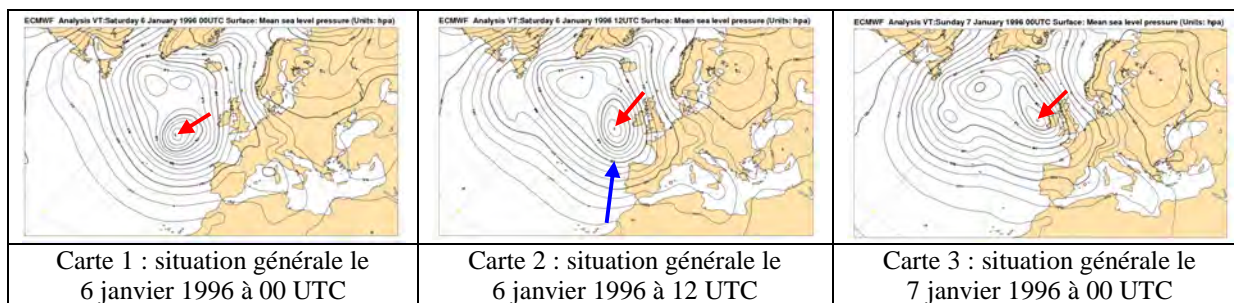 ECMWF Analysis VT:Saturday 6 January 1996 00UTC Surface: Mean sea level pressure (Units: hpa)
ECMWF Analysis VT:Saturday 6 January 1996 12UTC Surface: Mean sea level pressure (Units: hpa)
ECMWF Analysis VT:Sunday 7 January 1996 00UTC Surface: Mean sea level pressure (Units: hpa)
Carte 1 : situation générale le
6 janvier 1996 à 00 UTC
Carte 2 : situation générale le
6 janvier 1996 à 12 UTC
Carte 3 : situation générale le
7 janvier 1996 à 00 UTC